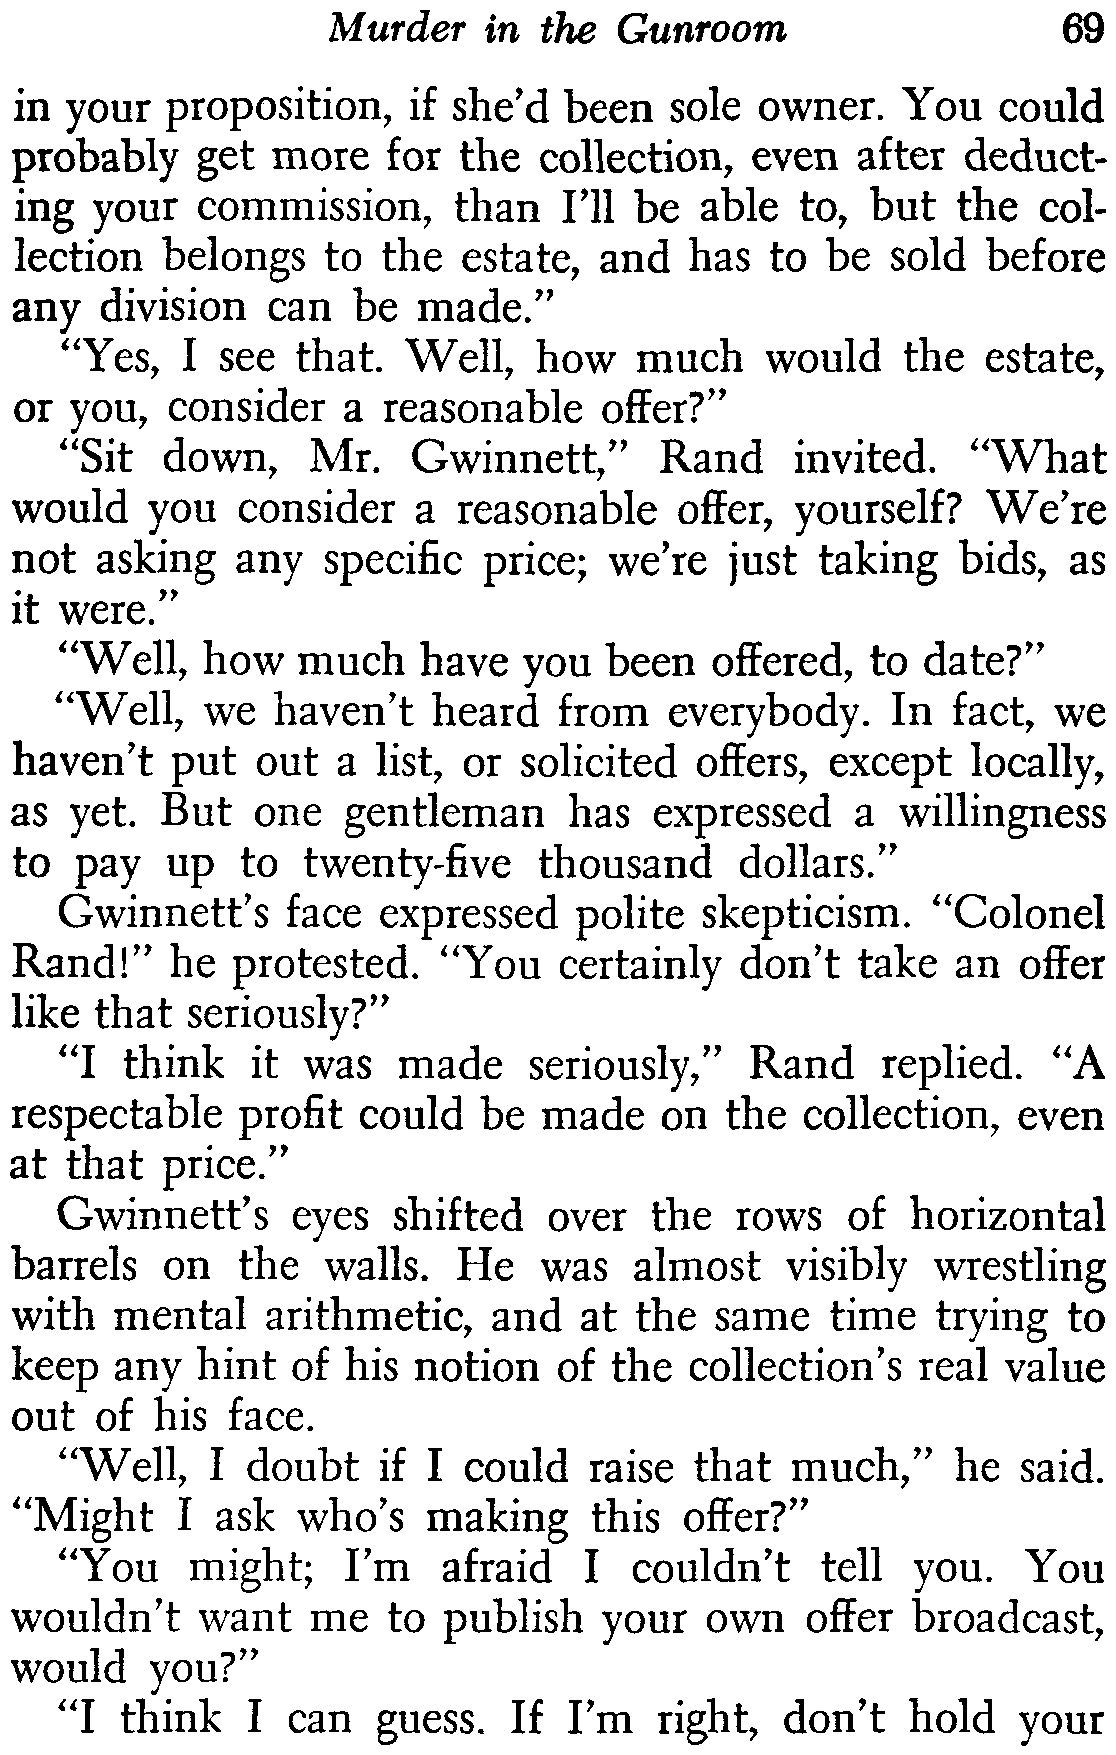 Murder in the Gunroom 69
in your proposition, if she'd been sole owner. You could
probably get more for the collection, even after deduct-
ing your commission, than I'll be able to, but the col-
lection belongs to the estate, and has to be sold before
any division can be made."
"Yes, I see that. Well, how much would the estate,
or you, consider a reasonable offer?"
"Sit down, Mr. Gwinnett," Rand invited. "What
would you consider a reasonable offer, yourself? We're
not asking any specific price; we're just taking bids, as
it were."
"Well, how much have you been offered, to date?"
"Well, we haven't heard from everybody. In fact, we
haven't put out a list, or solicited offers, except locally,
as yet. But one gentleman has expressed a willingness
to pay up to twenty-five thousand dollars."
Gwinnett's face expressed polite skepticism. "Colonel
Rand!" he protested. "You certainly don't take an offer
like that seriously?"
"I think it was made seriously," Rand replied. "A
respectable profit could be made on the collection, even
at that price."
Gwinnett's eyes shifted over the rows of horizontal
barrels on the walls. He was almost visibly wrestling
with mental arithmetic, and at the same time trying to
keep any hint of his notion of the collection's real value
out of his face.
"Well, I doubt if I could raise that much," he said.
"Might I ask who's making this offer?"
"You might; I'm afraid I couldn't tell you. You
wouldn't want me to publish your own offer broadcast,
would you?"
"I think I can guess. If I'm right, don't hold your